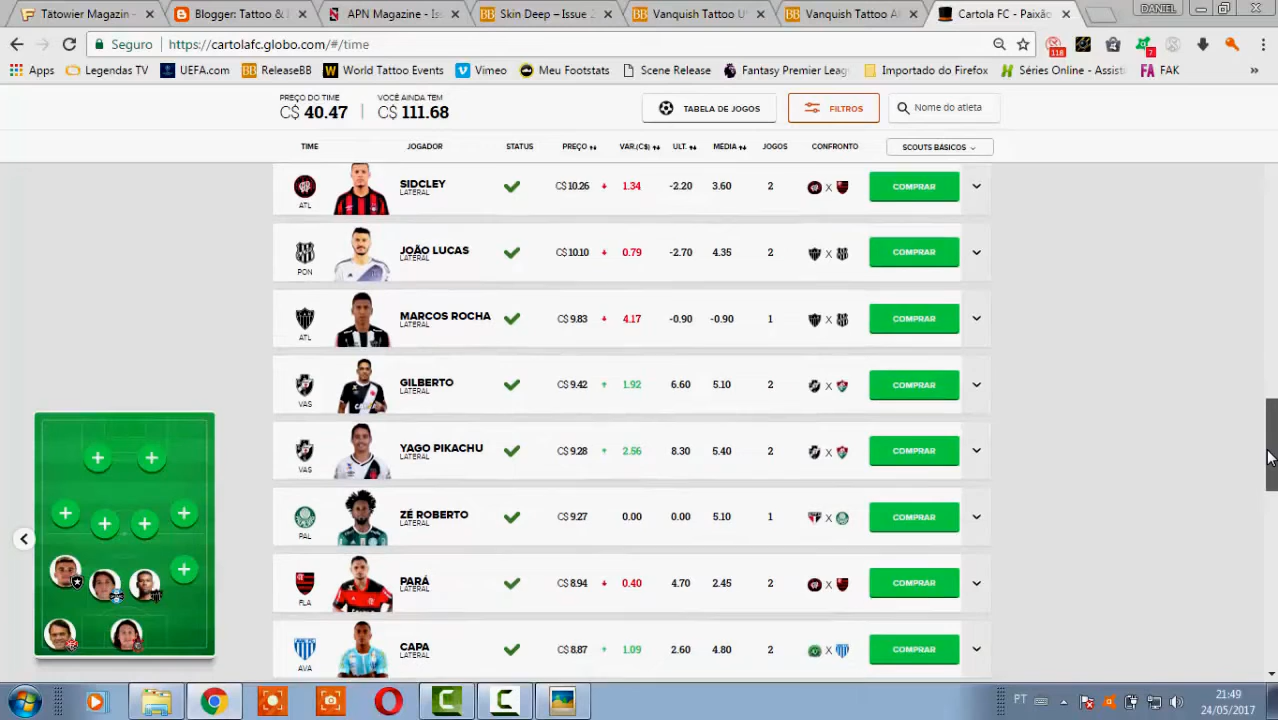 Tätowier Magazin -
Blogger: Tattoo & l
APN Magazine - Iss
Skin Deep – Issue 2
Vanquish Tattoo U
Vanquish Tattoo A
Cartola FC - Paixão
DANIEL
Seguro
https://cartolafc.globo.com/#/time
118
7
Apps
Legendas TV
UEFA.com
ReleaseBB
World Tattoo Events
Vimeo
Meu Footstats
Scene Release
Fantasy Premier Leag
Importado do Firefox
Séries Online - Assist
FAK
»
PREÇO DO TIME
C$ 40.47
VOCÊ AINDA TEM
C$ 111.68
TABELA DE JOGOS
FILTROS
Nome do atleta
TIME JOGADOR STATUS PREÇO VAR.(C$) ULT. MÉDIA JOGOS CONFRONTO SCOUTS BÁSICOS
ATL SIDCLEY LATERAL C$ 10.26 1.34 -2.20 3.60 2 X COMPRAR
PON JOÃO LUCAS LATERAL C$ 10.10 0.79 -2.70 4.35 2 X COMPRAR
ATL MARCOS ROCHA LATERAL C$ 9.83 4.17 -0.90 -0.90 1 X COMPRAR
VAS GILBERTO LATERAL C$ 9.42 1.92 6.60 5.10 2 X COMPRAR
VAS YAGO PIKACHU LATERAL C$ 9.28 2.56 8.30 5.40 2 X COMPRAR
PAL ZÉ ROBERTO LATERAL C$ 9.27 0.00 0.00 5.10 1 X COMPRAR
FLA PARÁ LATERAL C$ 8.94 0.40 4.70 2.45 2 X COMPRAR
AVA CAPA LATERAL C$ 8.87 1.09 2.60 4.80 2 X COMPRAR
PT
21:49
24/05/2017